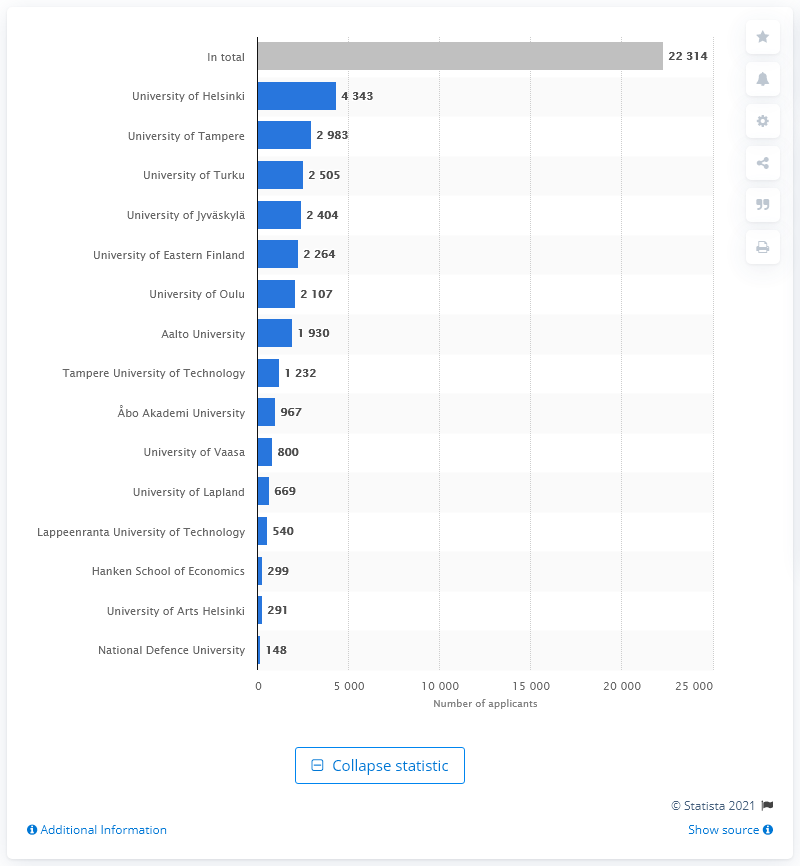 In total 22 314
University of Helsinki 4 343
University of Tampere 2 983
University of Turku 2 505
University of Jyväskylä 2 404
University of Eastern Finland 2 264
University of Oulu 2 107
Aalto University 1 930
Tampere University of Technology 1 232
Åbo Akademi University 967
University of Vaasa 800
University of Lapland 669
Lappeenranta University of Technology 540
Hanken School of Economics 299
University of Arts Helsinki 291
National Defence University 148
0 5 000 10 000 15 000 20 000 25 000
Number of applicants
Collapse statistic
© Statista 2021
Additional Information Show source